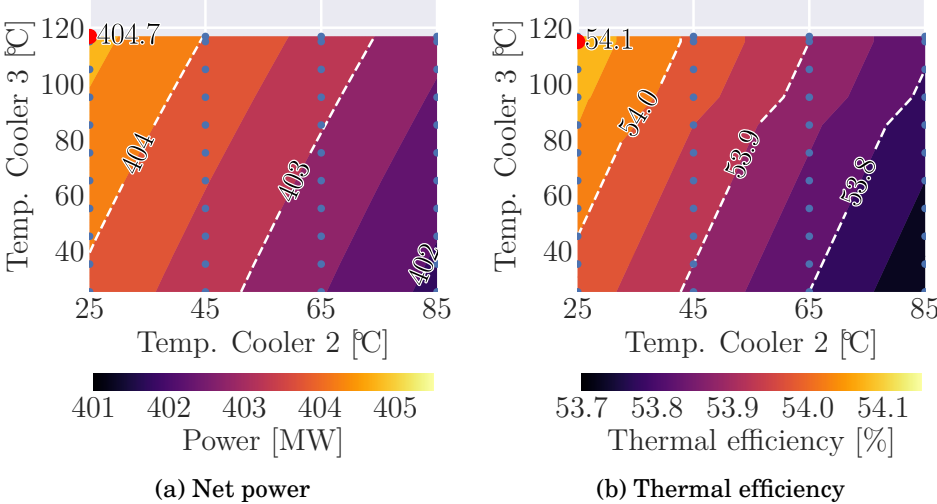 Temp. Cooler 3 [°C]
120
100
80
60
40
404.7
404
403
402
25 45 65 85
Temp. Cooler 2 [°C]
401 402 403 404 405
Power [MW]
(a) Net power
Temp. Cooler 3 [°C]
120
100
80
60
40
54.1
54.0
53.9
53.8
25 45 65 85
Temp. Cooler 2 [°C]
53.7 53.8 53.9 54.0 54.1
Thermal efficiency [%]
(b) Thermal efficiency